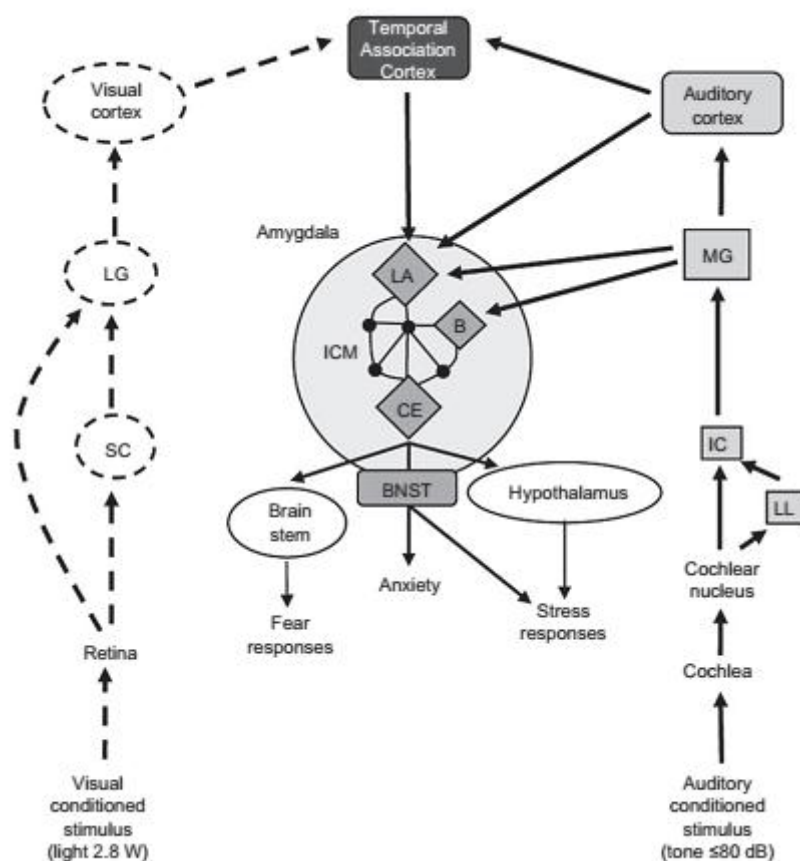 Temporal
Association
Cortex
Visual
cortex
Auditory
cortex
Amygdala
LG
LA
MG
B
ICM
CE
SC
IC
BNST
Hypothalamus
LL
Brain
stem
Anxiety
Cochlear
nucleus
Fear
responses
Stress
responses
Retina
Cochlea
Visual
conditioned
stimulus
(light 2.8 W)
Auditory
conditioned
stimulus
(tone ≤80 dB)